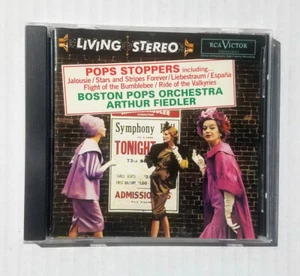 LIVING STEREO
RCA VICTOR
POPS STOPPERS including...
Jalousie / Stars and Stripes Forever / Liebestraum / España
Flight of the Bumblebee / Ride of the Valkyries
BOSTON POPS ORCHESTRA
ARTHUR FIEDLER
Symphony
TONIGHT
ADMISSION